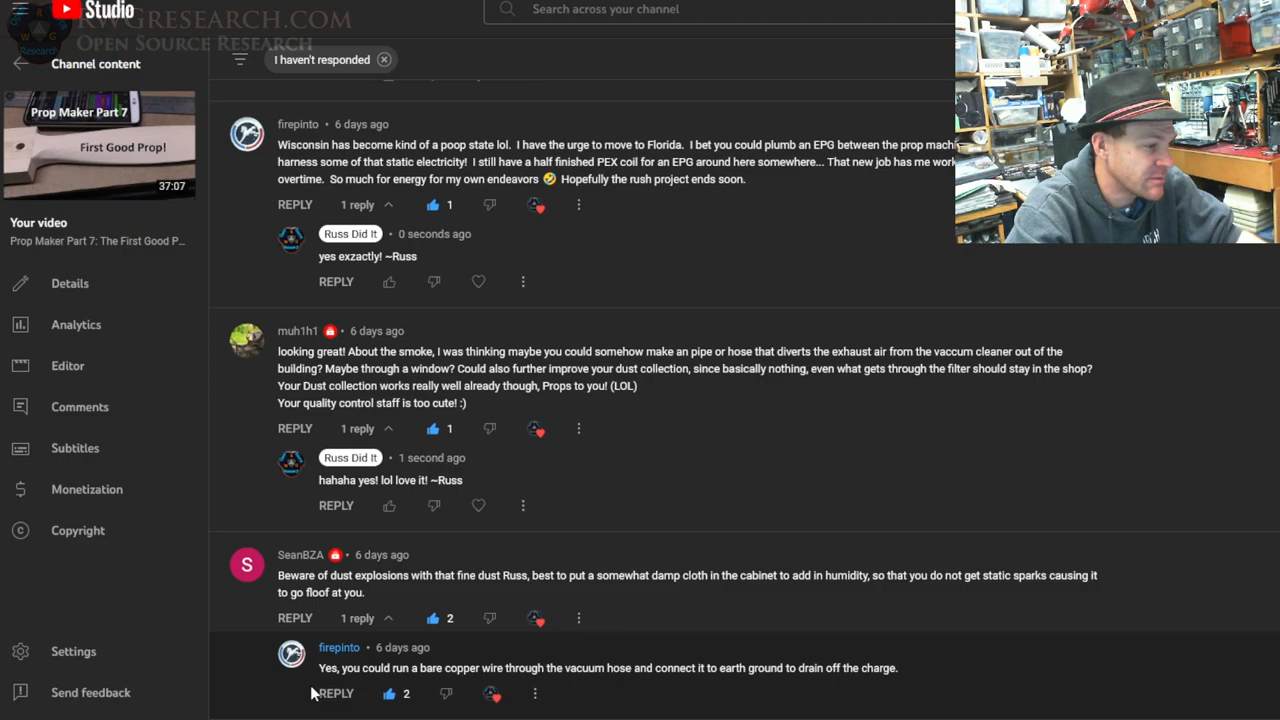 Studio
RWGRESEARCH.COM
Open Source Research
Search across your channel
Channel content
I haven't responded
Prop Maker Part 7
First Good Prop!
37:07
Your video
Prop Maker Part 7: The First Good P...
Details
Analytics
Editor
Comments
Subtitles
Monetization
Copyright
Settings
Send feedback
firepinto • 6 days ago
Wisconsin has become kind of a poop state lol. I have the urge to move to Florida. I bet you could plumb an EPG between the prop mach
harness some of that static electricity! I still have a half finished PEX coil for an EPG around here somewhere... That new job has me work
overtime. So much for energy for my own endeavors 🤣 Hopefully the rush project ends soon.
REPLY 1 reply 1
Russ Did It • 0 seconds ago
yes exzactly! ~Russ
REPLY
muh1h1 • 6 days ago
looking great! About the smoke, I was thinking maybe you could somehow make an pipe or hose that diverts the exhaust air from the vaccum cleaner out of the
building? Maybe through a window? Could also further improve your dust collection, since basically nothing, even what gets through the filter should stay in the shop?
Your Dust collection works really well already though, Props to you! (LOL)
Your quality control staff is too cute! :)
REPLY 1 reply 1
Russ Did It • 1 second ago
hahaha yes! lol love it! ~Russ
REPLY
S
SeanBZA • 6 days ago
Beware of dust explosions with that fine dust Russ, best to put a somewhat damp cloth in the cabinet to add in humidity, so that you do not get static sparks causing it
to go floof at you.
REPLY 1 reply 2
firepinto • 6 days ago
Yes, you could run a bare copper wire through the vacuum hose and connect it to earth ground to drain off the charge.
REPLY 2